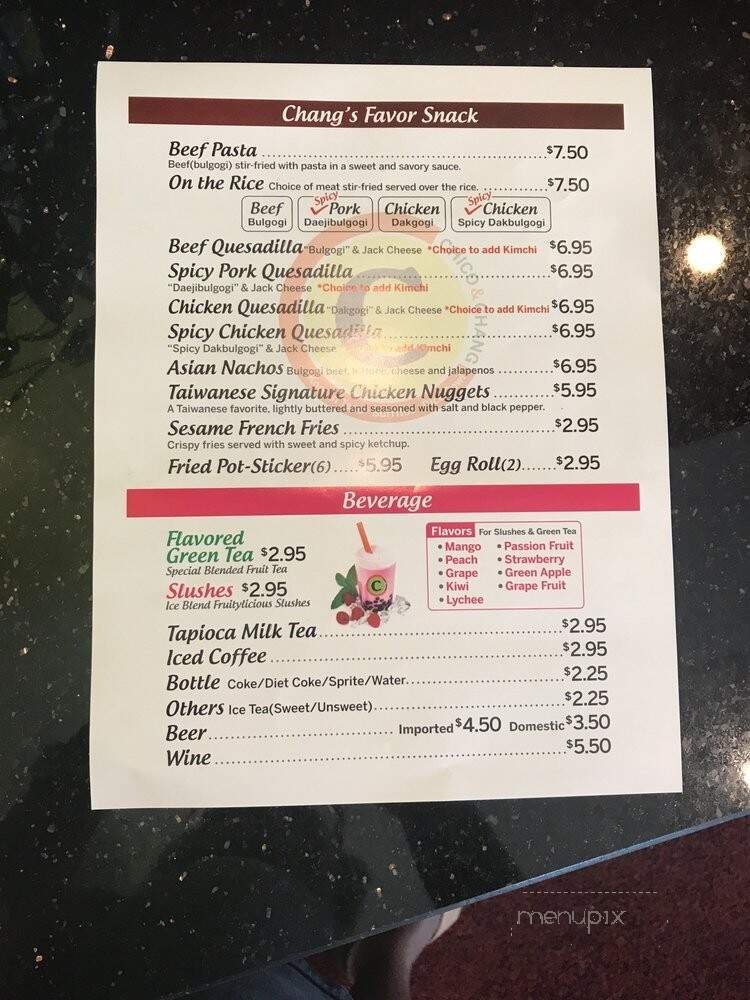 Chang's Favor Snack
Beef Pasta ........ $7.50
Beef(bulgogi) stir-fried with pasta in a sweet and savory sauce.
On the Rice Choice of meat stir-fried served over the rice. ........ $7.50
Beef Spicy Pork Chicken Spicy Chicken
Bulgogi Daejibulgogi Dakgogi Spicy Dakbulgogi
Beef Quesadilla "Bulgogi" & Jack Cheese *Choice to add Kimchi $6.95
Spicy Pork Quesadilla ........ $6.95
"Daejibulgogi" & Jack Cheese *Choice to add Kimchi
Chicken Quesadilla "Dakgogi" & Jack Cheese *Choice to add Kimchi $6.95
Spicy Chicken Quesadilla ........ $6.95
"Spicy Dakbulgogi" & Jack Cheese add Kimchi
Asian Nachos Bulgogi beef, cheese and jalapenos ........ $6.95
Taiwanese Signature Chicken Nuggets ........ $5.95
A Taiwanese favorite, lightly buttered and seasoned with salt and black pepper.
Sesame French Fries ........ $2.95
Crispy fries served with sweet and spicy ketchup.
Fried Pot-Sticker(6) ..... $5.95 Egg Roll(2) ....... $2.95
CHICO & CHANG
Beverage
Flavored
Green Tea $2.95
Special Blended Fruit Tea
Slushes $2.95
Ice Blend Fruitylicious Slushes
C
Flavors For Slushes & Green Tea
• Mango • Passion Fruit
• Peach • Strawberry
• Grape • Green Apple
• Kiwi • Grape Fruit
• Lychee
Tapioca Milk Tea ........ $2.95
Iced Coffee ........ $2.95
Bottle Coke/Diet Coke/Sprite/Water ........ $2.25
Others Ice Tea(Sweet/Unsweet) ........ $2.25
Beer ........ Imported $4.50 Domestic $3.50
Wine ........ $5.50
menupix